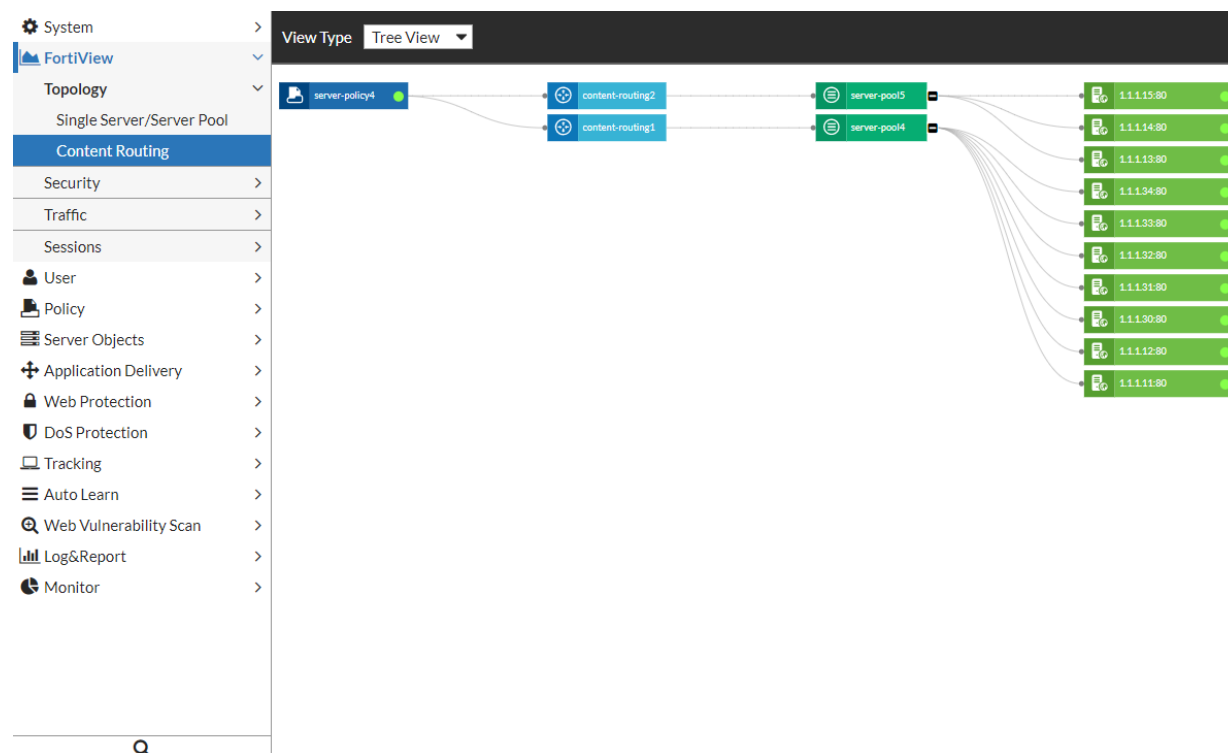 System
FortiView
Topology
Single Server/Server Pool
Content Routing
Security
Traffic
Sessions
User
Policy
Server Objects
Application Delivery
Web Protection
DoS Protection
Tracking
Auto Learn
Web Vulnerability Scan
Log&Report
Monitor
View Type Tree View
server-policy4 content-routing2 server-pool5 1.1.1.15:80
content-routing1 server-pool4 1.1.1.14:80
1.1.1.13:80
1.1.1.34:80
1.1.1.33:80
1.1.1.32:80
1.1.1.31:80
1.1.1.30:80
1.1.1.12:80
1.1.1.11:80